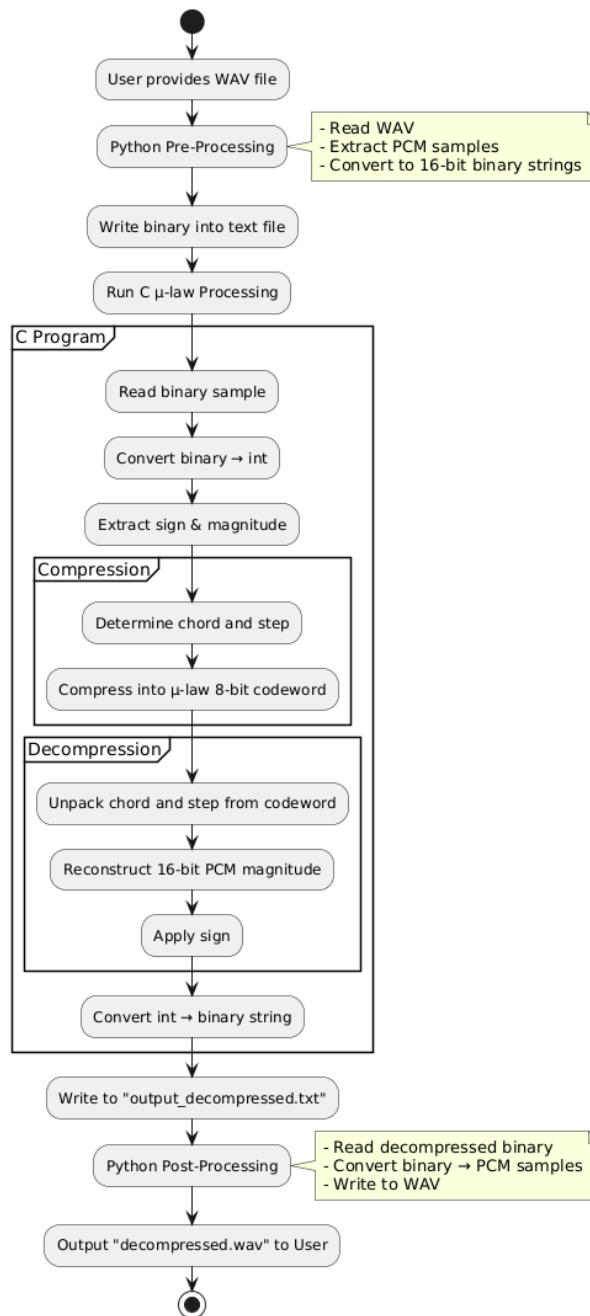 User provides WAV file
Python Pre-Processing
- Read WAV
- Extract PCM samples
- Convert to 16-bit binary strings
Write binary into text file
Run C μ-law Processing
C Program
Read binary sample
Convert binary → int
Extract sign & magnitude
Compression
Determine chord and step
Compress into μ-law 8-bit codeword
Decompression
Unpack chord and step from codeword
Reconstruct 16-bit PCM magnitude
Apply sign
Convert int → binary string
Write to "output_decompressed.txt"
Python Post-Processing
- Read decompressed binary
- Convert binary → PCM samples
- Write to WAV
Output "decompressed.wav" to User